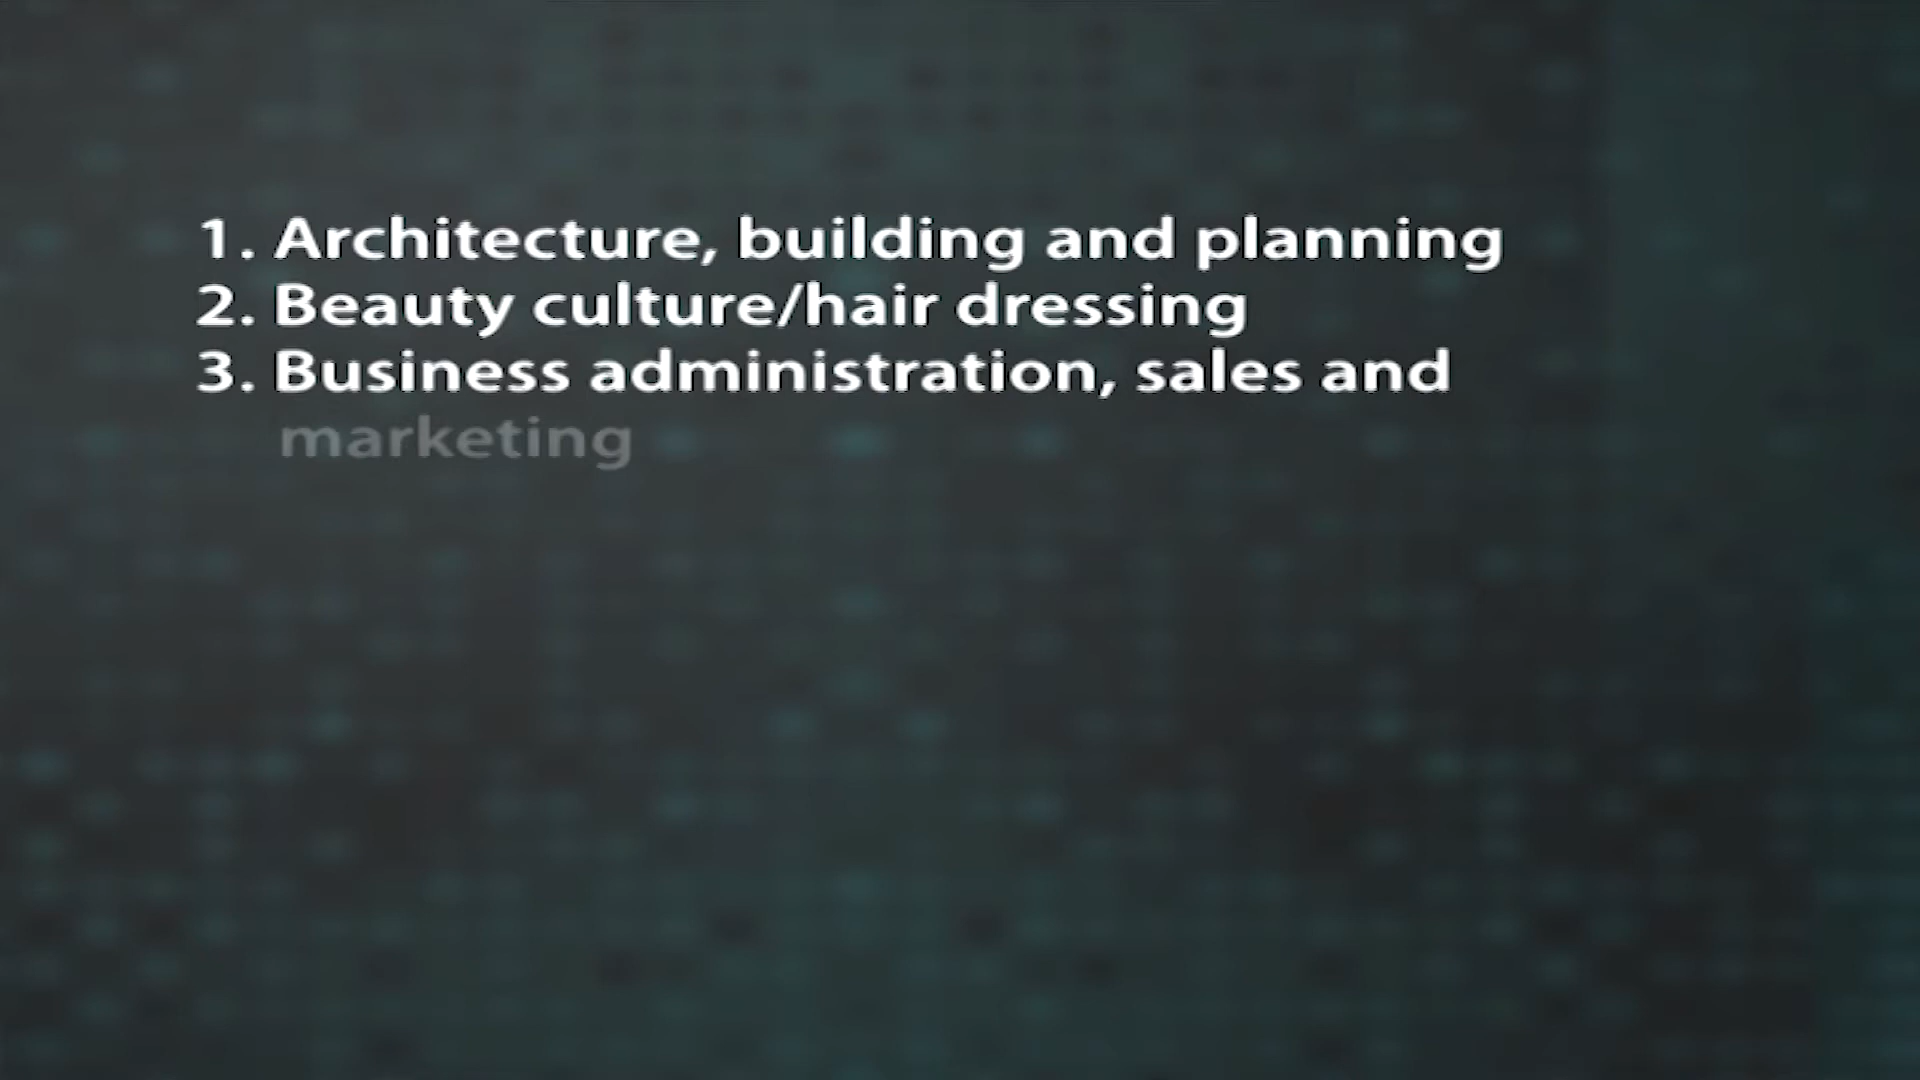 1. Architecture, building and planning
2. Beauty culture/hair dressing
3. Business administration, sales and
marketing